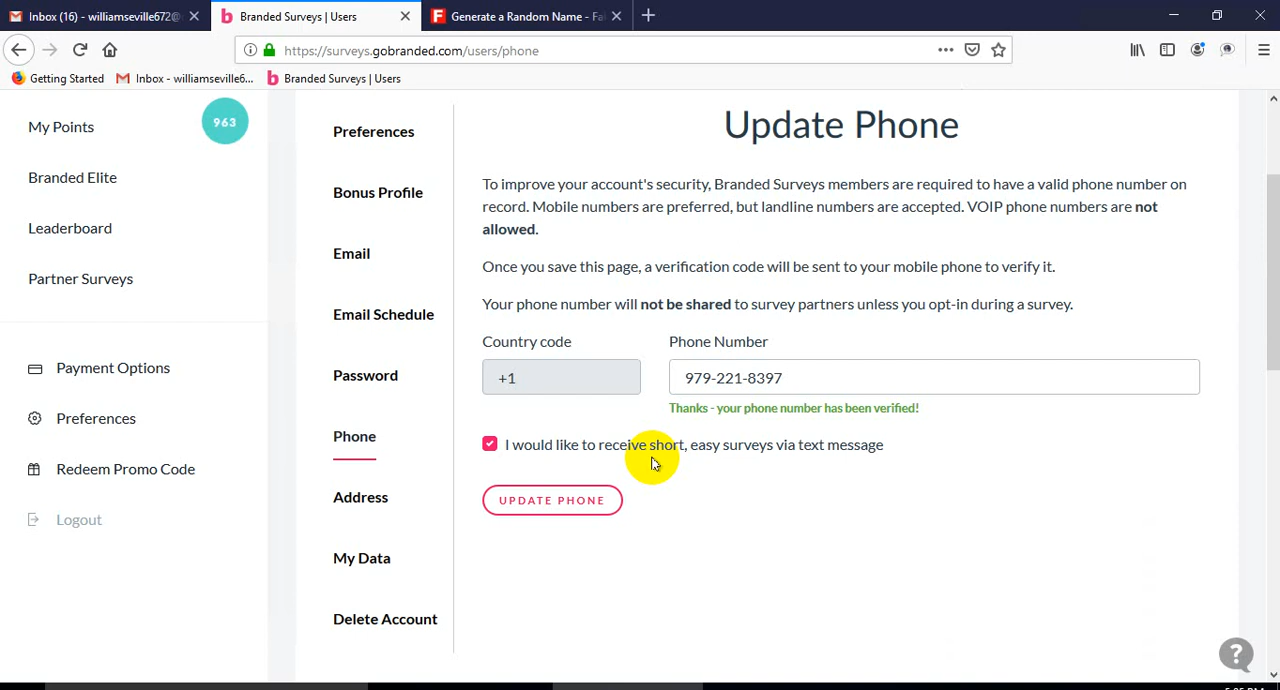 Inbox (16) - williamseville672@
Branded Surveys | Users
Generate a Random Name - Fa
https://surveys.gobranded.com/users/phone
Getting Started
Inbox - williamseville6...
Branded Surveys | Users
My Points
963
Branded Elite
Leaderboard
Partner Surveys
Payment Options
Preferences
Redeem Promo Code
Logout
Preferences
Bonus Profile
Email
Email Schedule
Password
Phone
Address
My Data
Delete Account
Update Phone
To improve your account's security, Branded Surveys members are required to have a valid phone number on
record. Mobile numbers are preferred, but landline numbers are accepted. VOIP phone numbers are not
allowed.
Once you save this page, a verification code will be sent to your mobile phone to verify it.
Your phone number will not be shared to survey partners unless you opt-in during a survey.
Country code
Phone Number
+1
979-221-8397
Thanks - your phone number has been verified!
I would like to receive short, easy surveys via text message
UPDATE PHONE
?